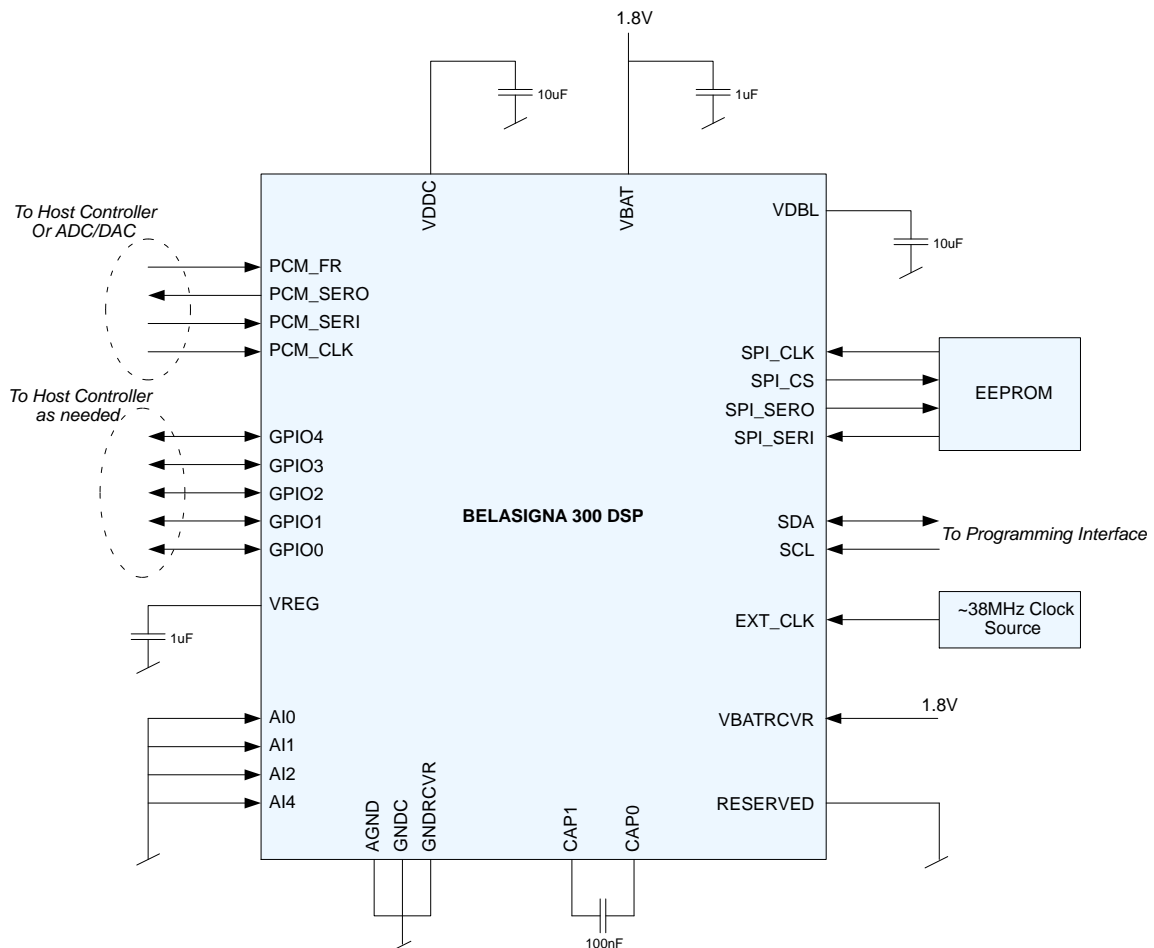 1.8V
10uF
1uF
VDDC
VBAT
VDBL
10uF
To Host Controller
Or ADC/DAC
PCM_FR
PCM_SERO
PCM_SERI
PCM_CLK
SPI_CLK
SPI_CS
SPI_SERO
SPI_SERI
EEPROM
To Host Controller
as needed
GPIO4
GPIO3
GPIO2
GPIO1
GPIO0
BELASIGNA 300 DSP
SDA
SCL
To Programming Interface
VREG
1uF
EXT_CLK
~38MHz Clock
Source
AI0
AI1
AI2
AI4
VBATRCVR
1.8V
RESERVED
AGND
GNDC
GNDRCVR
CAP1
CAP0
100nF